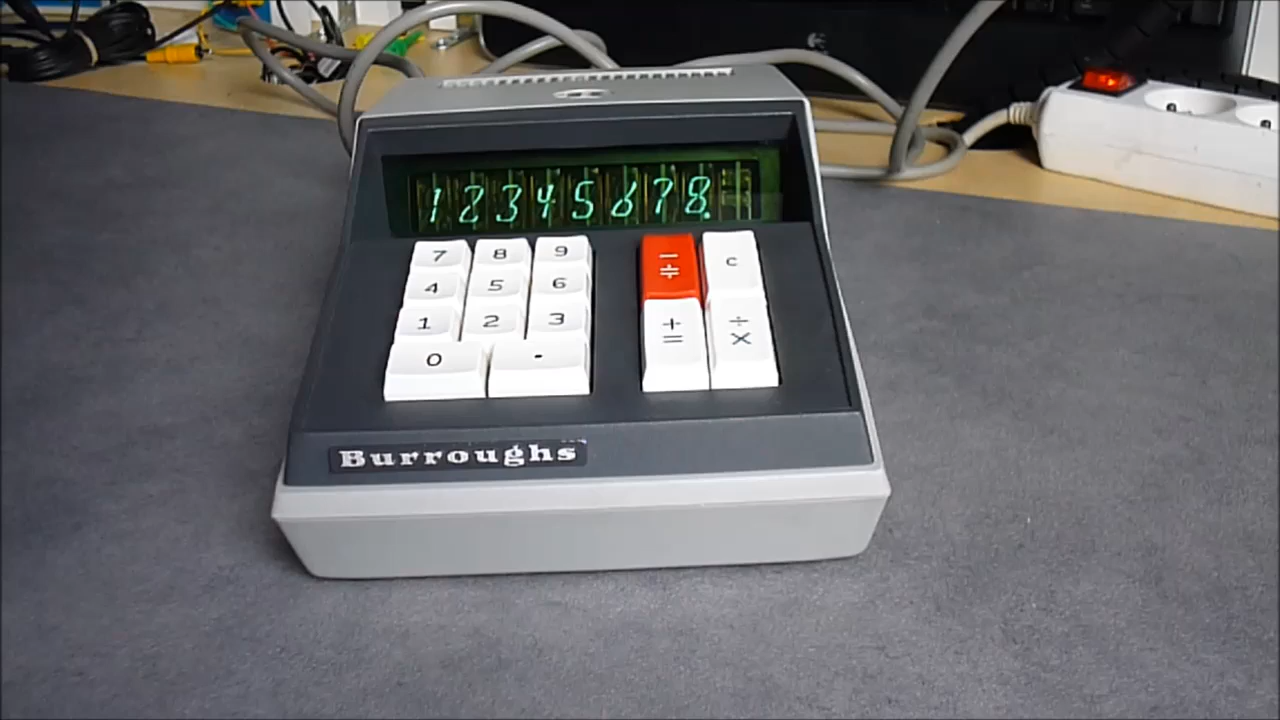 12345678.
7 8 9 - ÷ = C
4 5 6
1 2 3 + = ÷ X
0 .
Burroughs